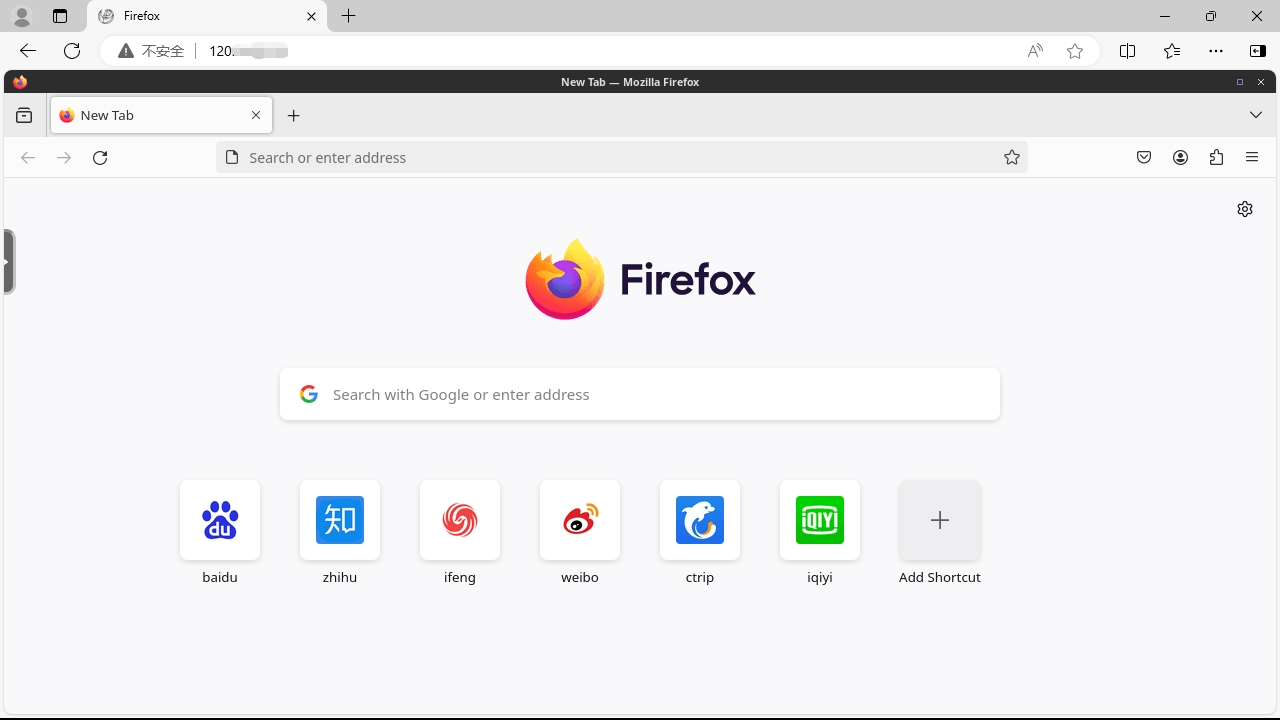 Firefox
不安全 120.
New Tab — Mozilla Firefox
New Tab
Search or enter address
Firefox
Search with Google or enter address
du 知 iQIYI
baidu zhihu ifeng weibo ctrip iqiyi Add Shortcut